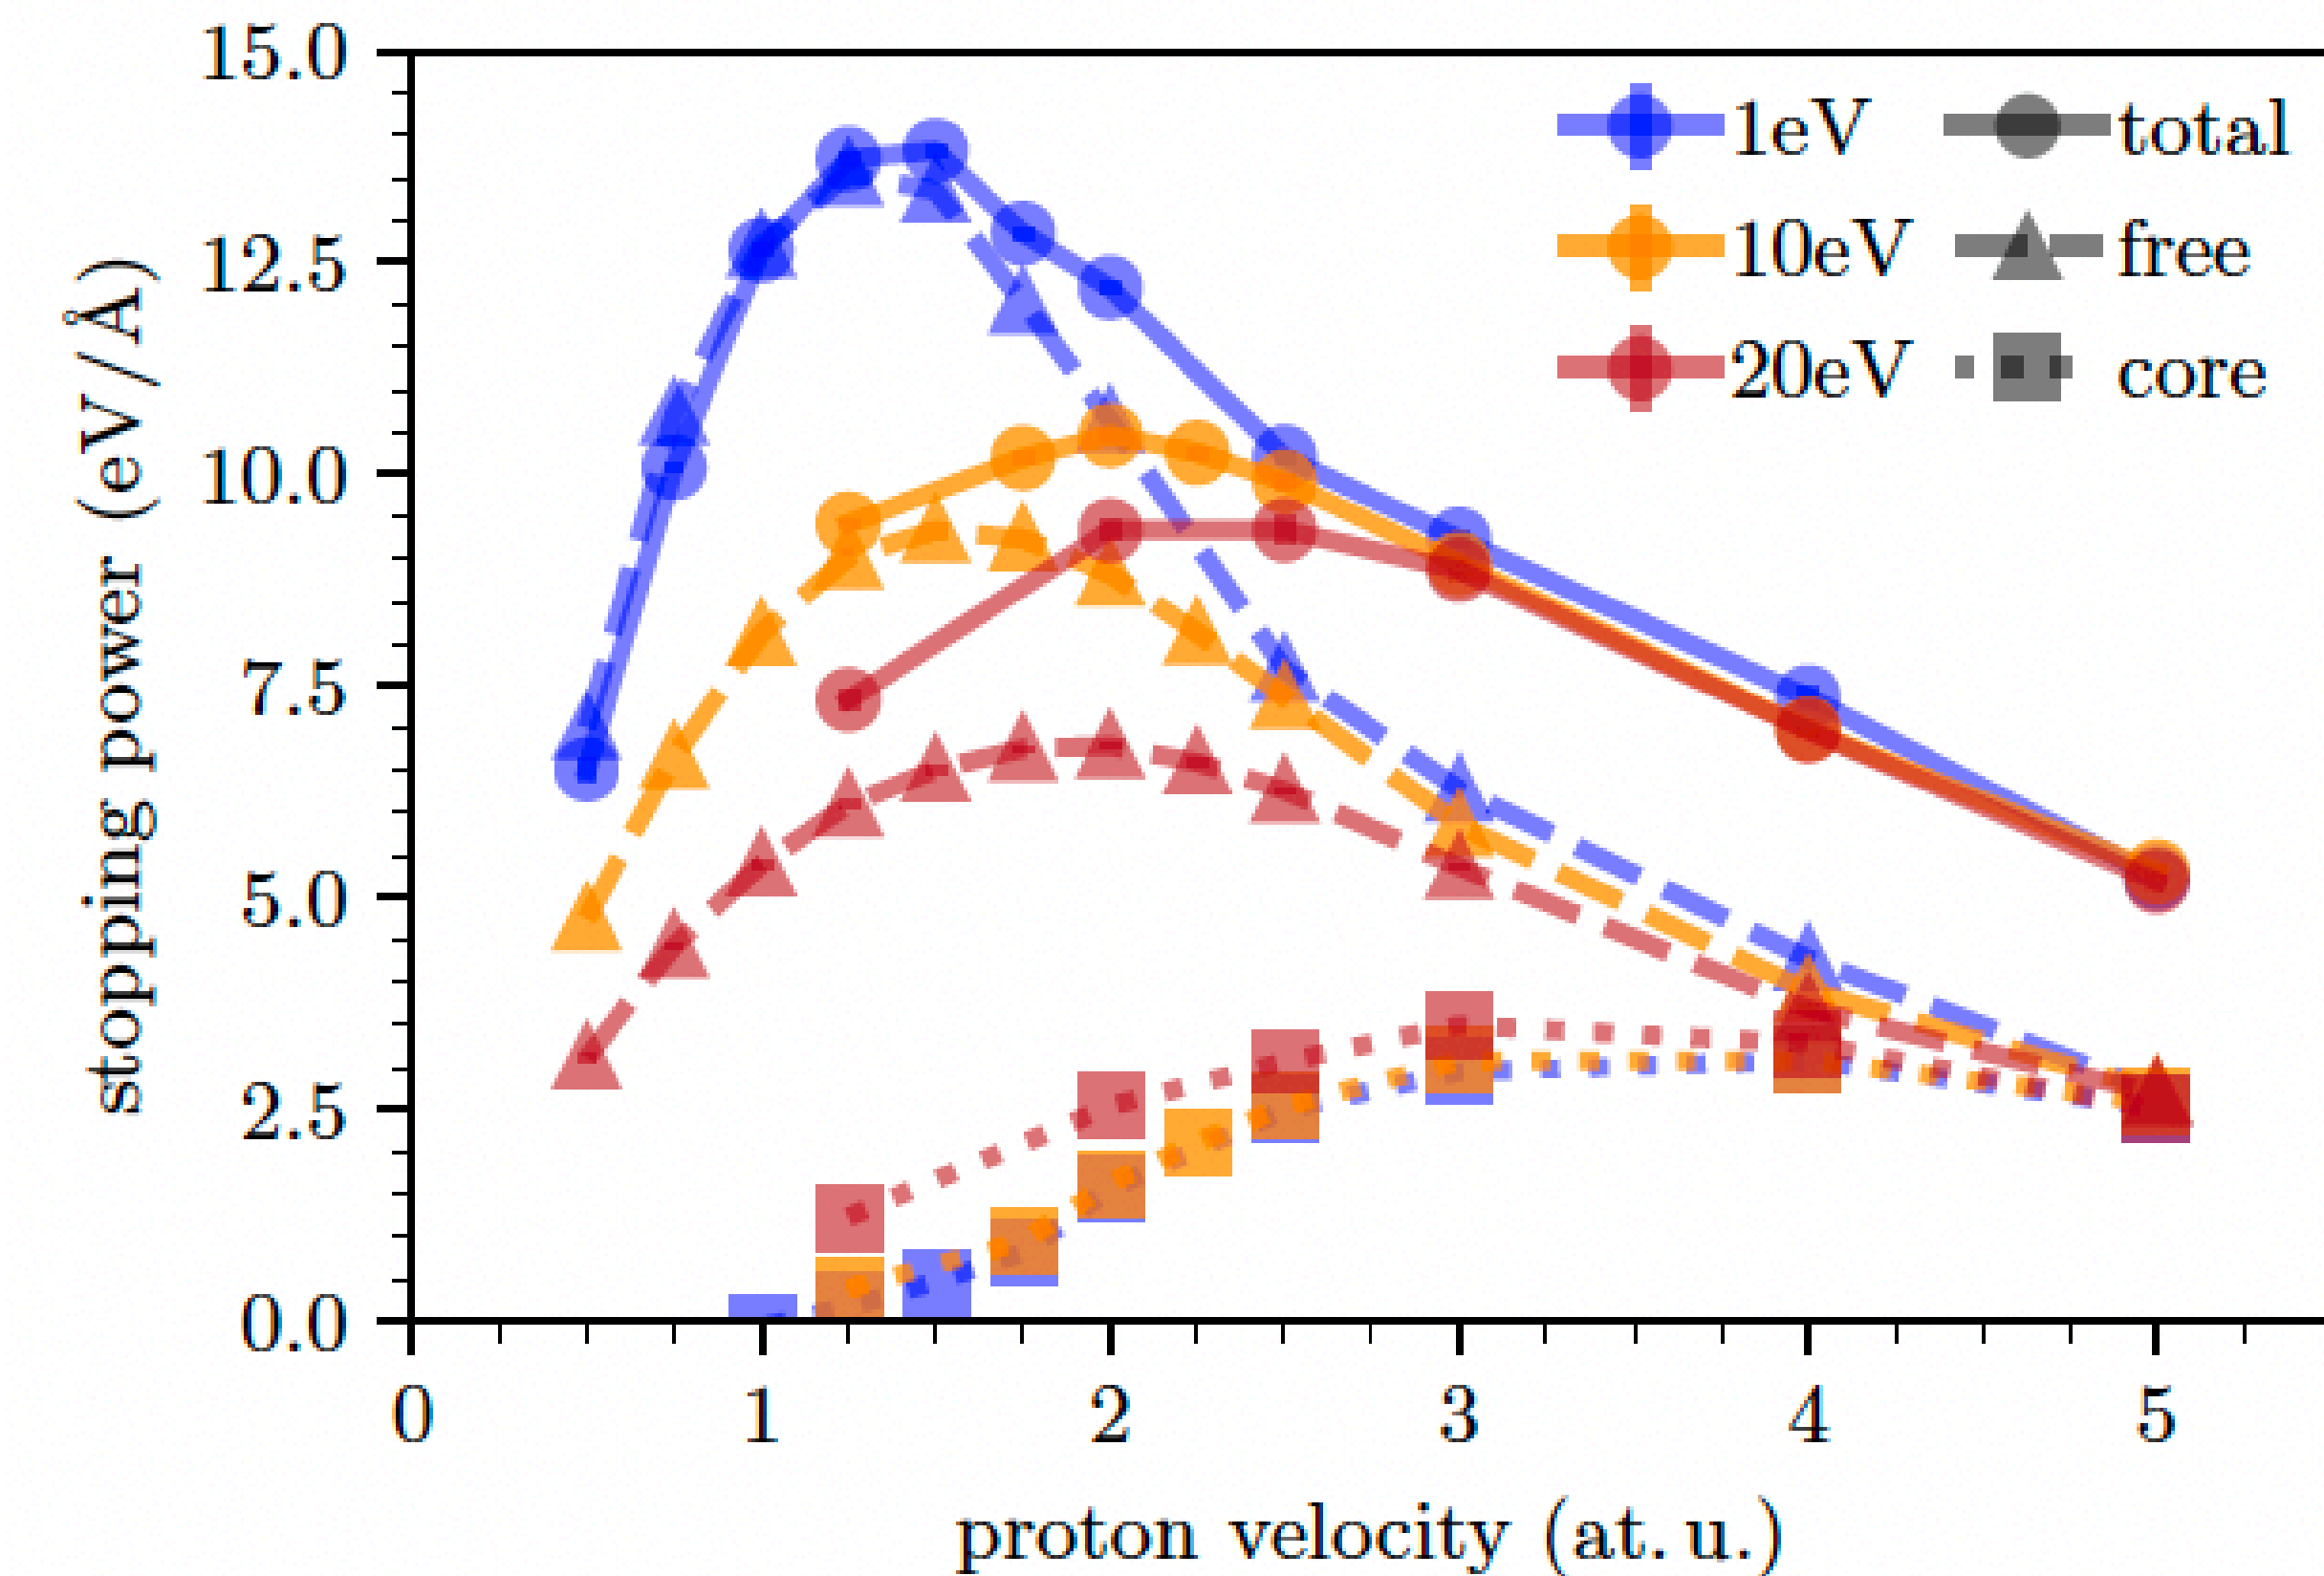 15.0
12.5
10.0
7.5
5.0
2.5
0.0
stopping power (eV/Å)
1eV total
10eV free
20eV core
0 1 2 3 4 5
proton velocity (at. u.)